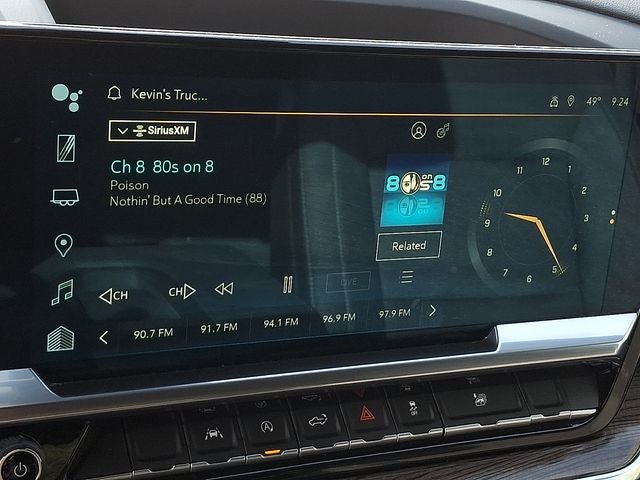 Kevin's Truc...
49° 9:24
SiriusXM
Ch 8 80s on 8
Poison
Nothin' But A Good Time (88)
80s on 8
Related
12
1
2
3
4
5
6
7
8
9
10
11
CH
CH
LIVE
90.7 FM 91.7 FM 94.1 FM 96.9 FM 97.9 FM
A
OFF